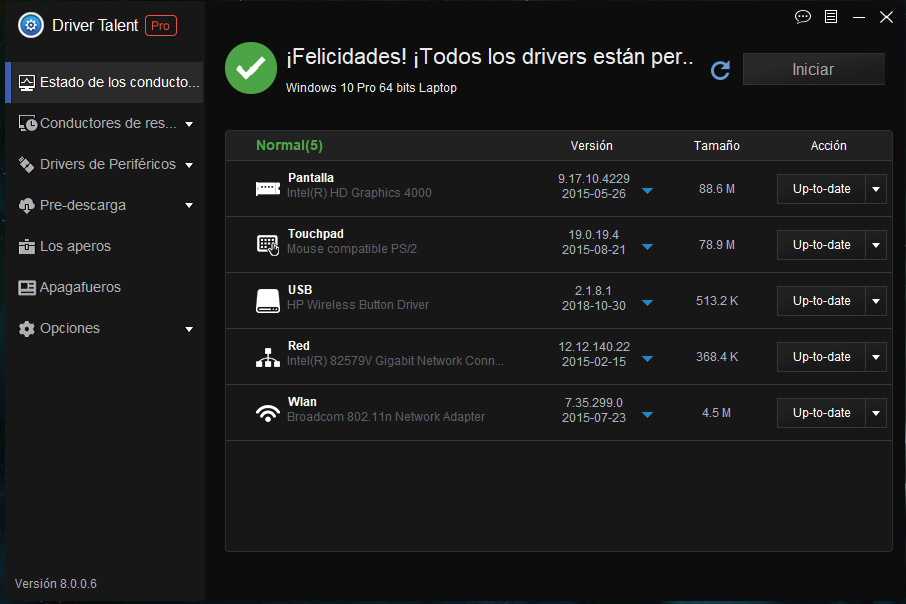 Driver Talent Pro
Estado de los conducto...
Conductores de res...
Drivers de Periféricos
Pre-descarga
Los aperos
Apagafueros
Opciones
Versión 8.0.0.6
¡Felicidades! ¡Todos los drivers están per..
Windows 10 Pro 64 bits Laptop
Iniciar
Normal(5) Versión Tamaño Acción
Pantalla
Intel(R) HD Graphics 4000
9.17.10.4229
2015-05-26
88.6 M
Up-to-date
Touchpad
Mouse compatible PS/2
19.0.19.4
2015-08-21
78.9 M
Up-to-date
USB
HP Wireless Button Driver
2.1.8.1
2018-10-30
513.2 K
Up-to-date
Red
Intel(R) 82579V Gigabit Network Conn...
12.12.140.22
2015-02-15
368.4 K
Up-to-date
Wlan
Broadcom 802.11n Network Adapter
7.35.299.0
2015-07-23
4.5 M
Up-to-date